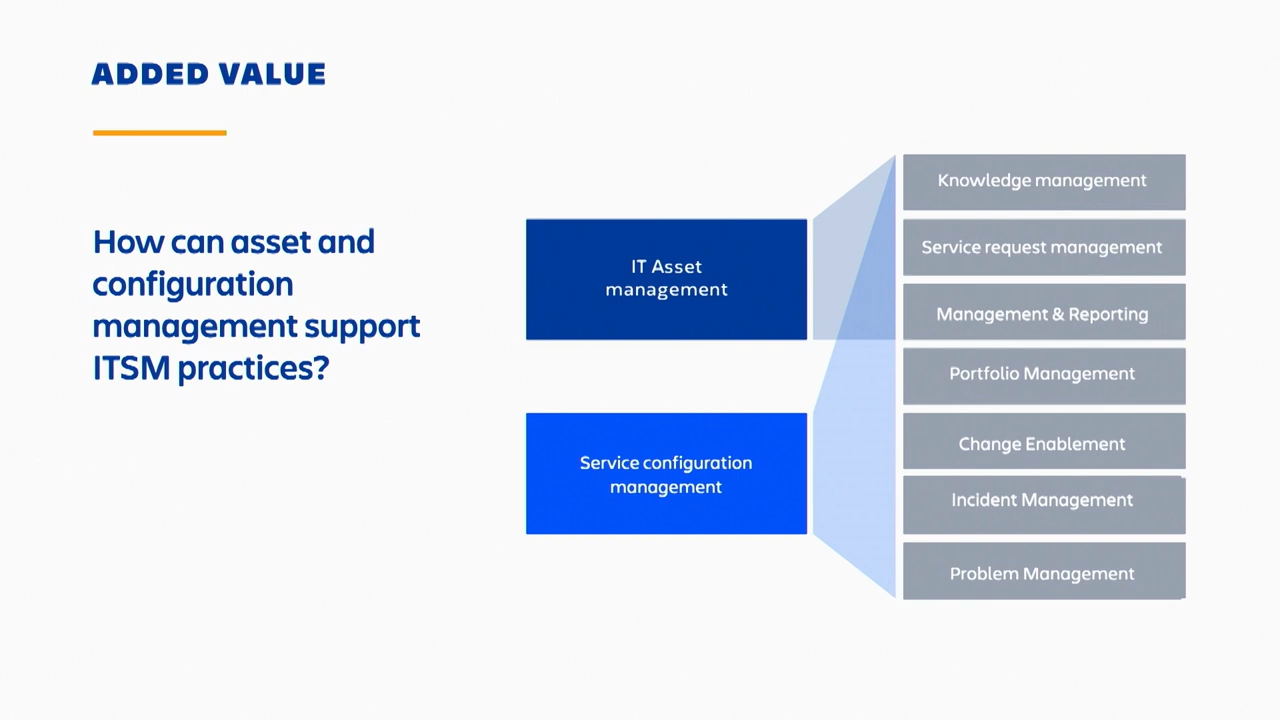 ADDED VALUE
How can asset and
configuration
management support
ITSM practices?
IT Asset
management
Service configuration
management
Knowledge management
Service request management
Management & Reporting
Portfolio Management
Change Enablement
Incident Management
Problem Management